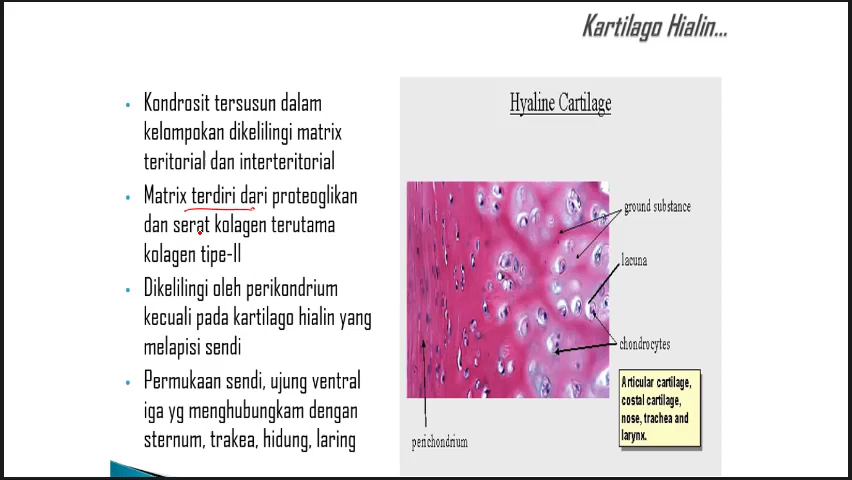 Kartilago Hialin...
• Kondrosit tersusun dalam
kelompokan dikelilingi matrix
teritorial dan interteritorial
• Matrix terdiri dari proteoglikan
dan serat kolagen terutama
kolagen tipe-II
• Dikelilingi oleh perikondrium
kecuali pada kartilago hialin yang
melapisi sendi
• Permukaan sendi, ujung ventral
iga yg menghubungkam dengan
sternum, trakea, hidung, laring
Hyaline Cartilage
ground substance
lacuna
chondrocytes
Articular cartilage,
costal cartilage,
nose, trachea and
larynx.
perichondrium